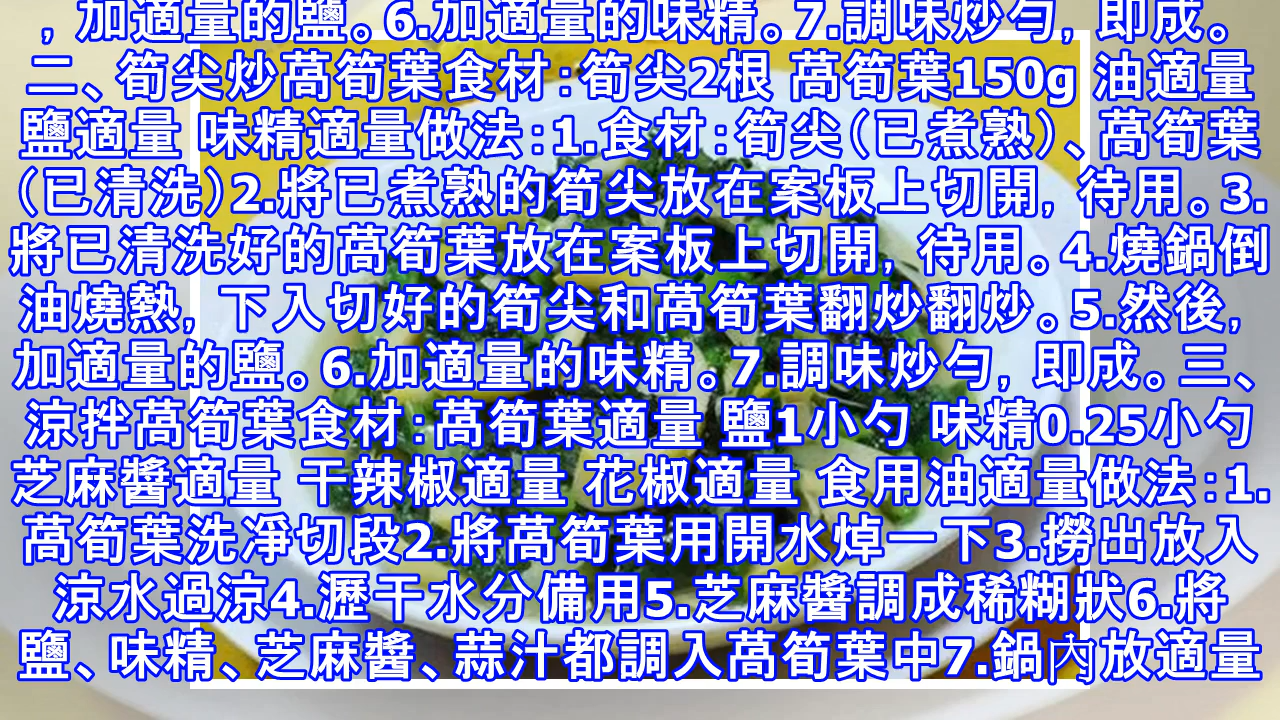 ，加適量的鹽。6.加適量的味精。7.調味炒勻，即成。
二、筍尖炒萵筍葉食材：筍尖2根 萵筍葉150g 油適量
鹽適量 味精適量做法：1.食材：筍尖（已煮熟）、萵筍葉
（已清洗）2.將已煮熟的筍尖放在案板上切開，待用。3.
將已清洗好的萵筍葉放在案板上切開，待用。4.燒鍋倒
油燒熱，下入切好的筍尖和萵筍葉翻炒翻炒。5.然後，
加適量的鹽。6.加適量的味精。7.調味炒勻，即成。三、
涼拌萵筍葉食材：萵筍葉適量 鹽1小勺 味精0.25小勺
芝麻醬適量 干辣椒適量 花椒適量 食用油適量做法：1.
萵筍葉洗凈切段2.將萵筍葉用開水焯一下3.撈出放入
涼水過涼4.瀝干水分備用5.芝麻醬調成稀糊狀6.將
鹽、味精、芝麻醬、蒜汁都調入萵筍葉中7.鍋內放適量